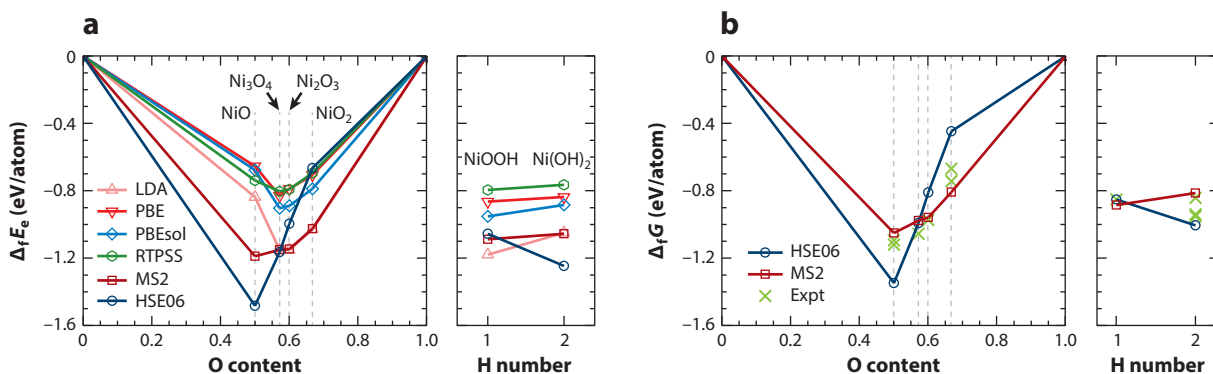 a
b
0
−0.4
−0.8
−1.2
−1.6
ΔfEe (eV/atom)
Ni3O4
Ni2O3
NiO
NiO2
LDA
PBE
PBEsol
RTPSS
MS2
HSE06
0
0.2
0.4
0.6
0.8
1.0
O content
NiOOH
Ni(OH)2
1
2
H number
0
−0.4
−0.8
−1.2
−1.6
ΔfG (eV/atom)
HSE06
MS2
Expt
0
0.2
0.4
0.6
0.8
1.0
O content
1
2
H number